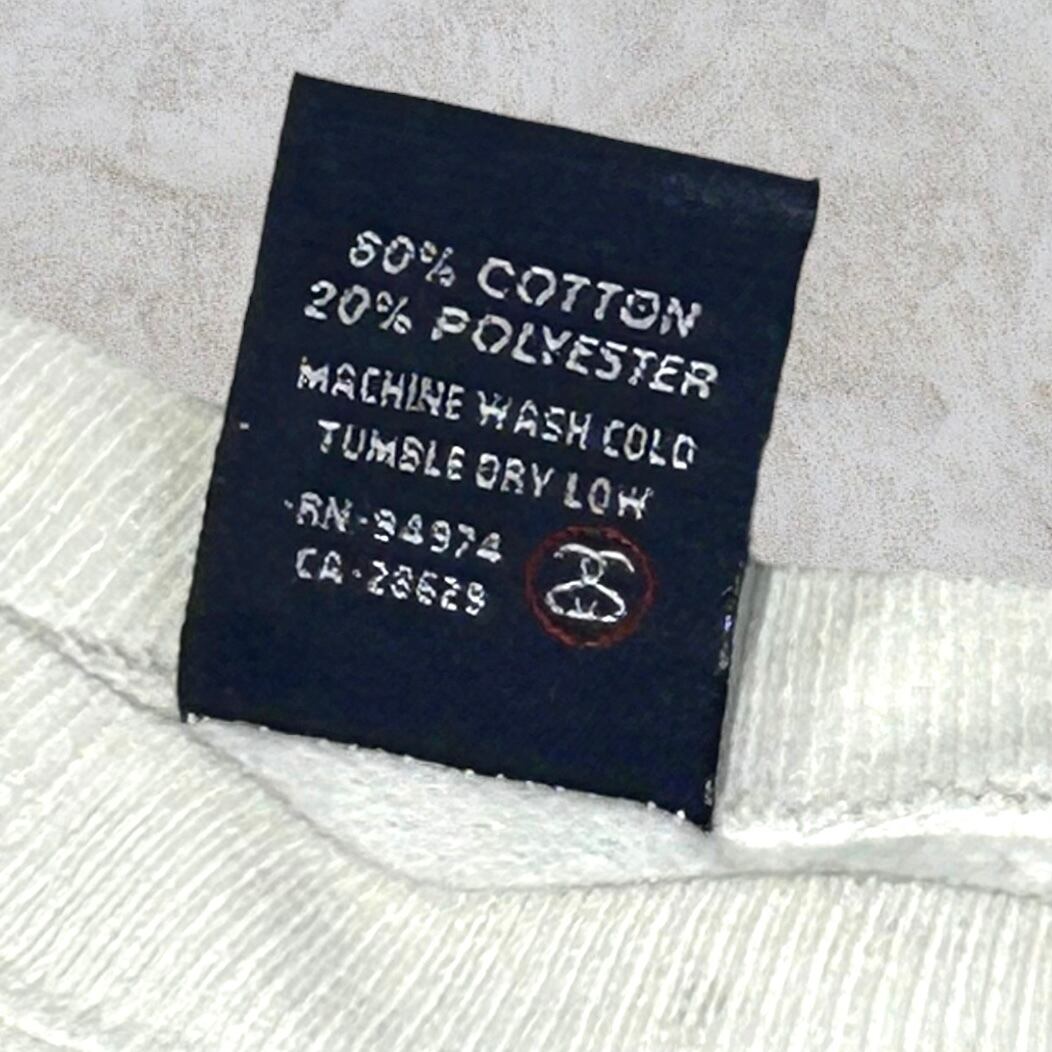 80% COTTON
20% POLYESTER
MACHINE WASH COLD
TUMBLE DRY LOW
RN-94974
CA-28629